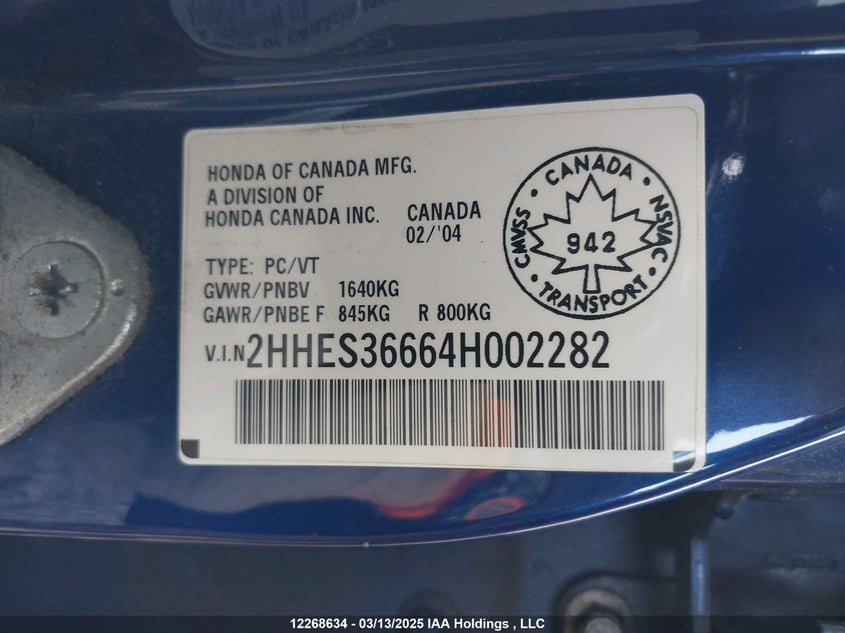 HONDA OF CANADA MFG.
A DIVISION OF
HONDA CANADA INC. CANADA
02/'04
TYPE: PC/VT
GVWR/PNBV 1640KG
GAWR/PNBE F 845KG R 800KG
V.I.N. 2HHES36664H002282
CANADA
CMVSS
942
NSVAC
TRANSPORT
12268634 - 03/13/2025 IAA Holdings , LLC